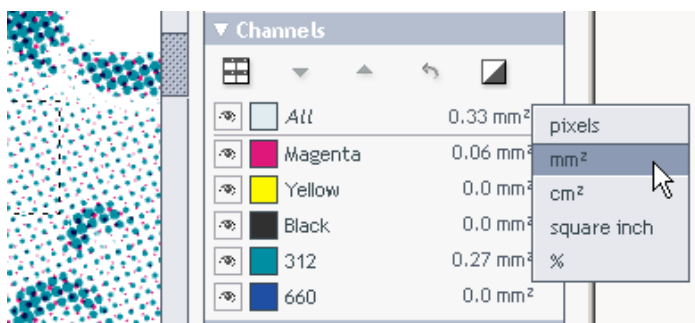 Channels
All 0.33 mm²
Magenta 0.06 mm²
Yellow 0.0 mm²
Black 0.0 mm²
312 0.27 mm²
660 0.0 mm²
pixels
mm²
cm²
square inch
%